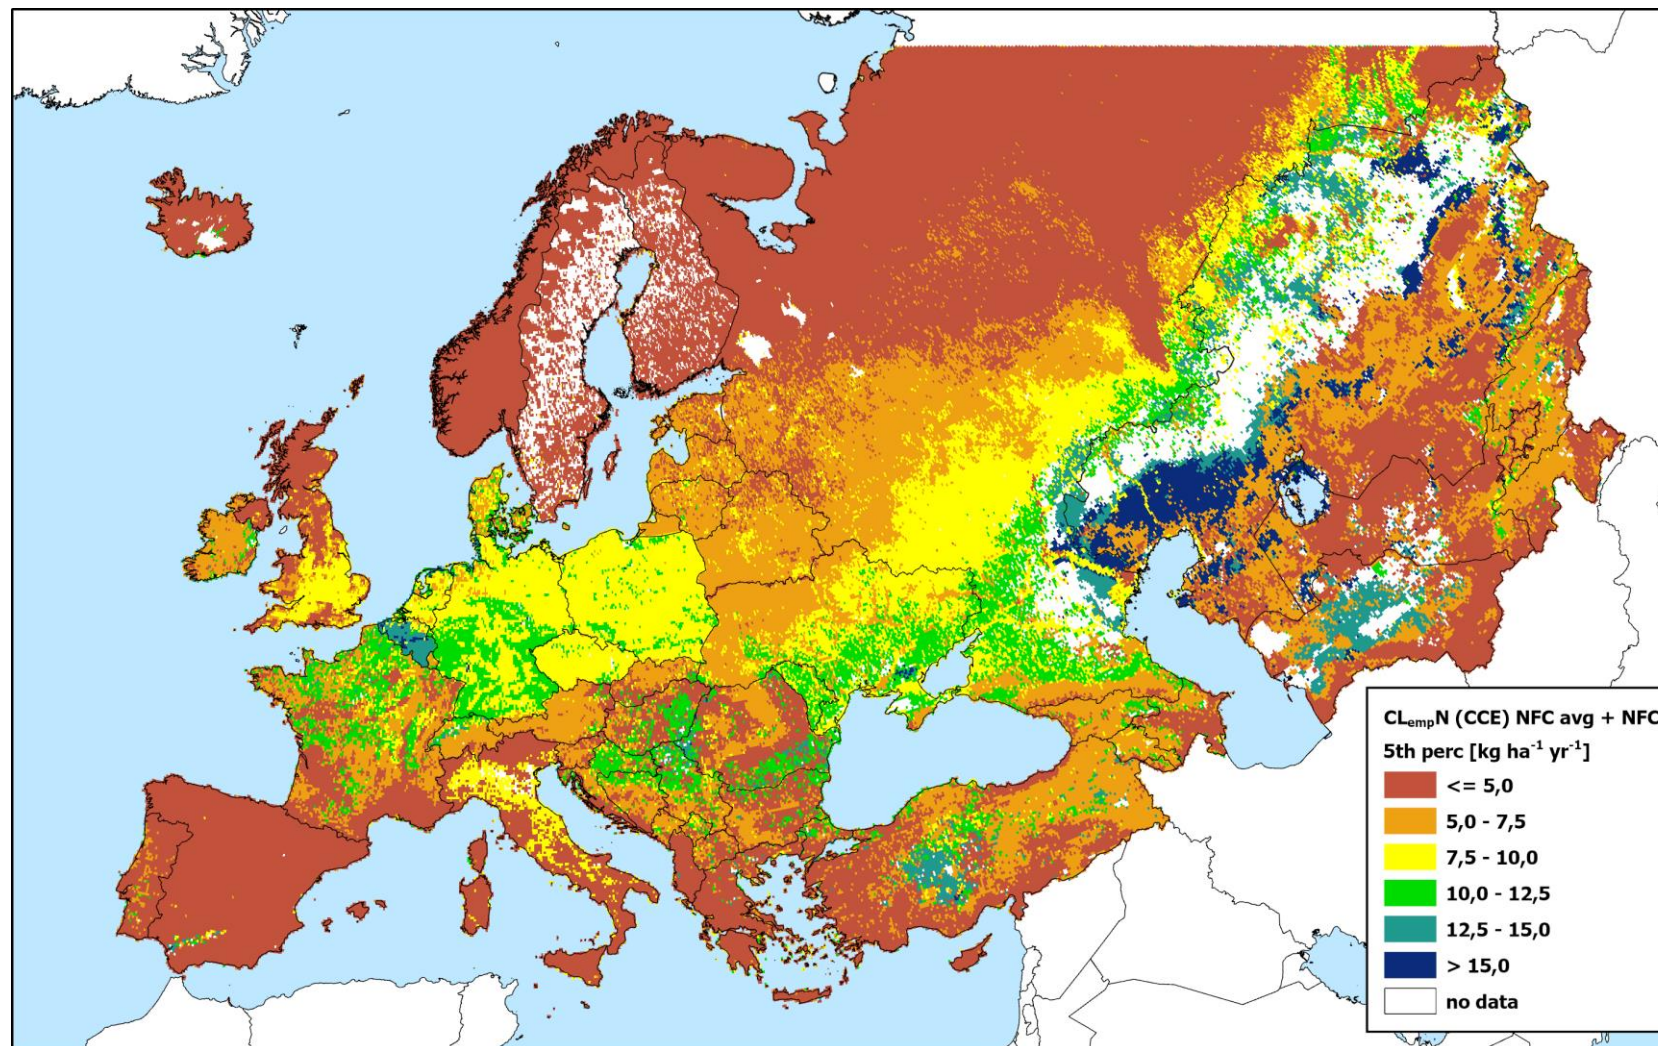 CLempN (CCE) NFC avg + NFC
5th perc [kg ha⁻¹ yr⁻¹]
<= 5,0
5,0 - 7,5
7,5 - 10,0
10,0 - 12,5
12,5 - 15,0
> 15,0
no data